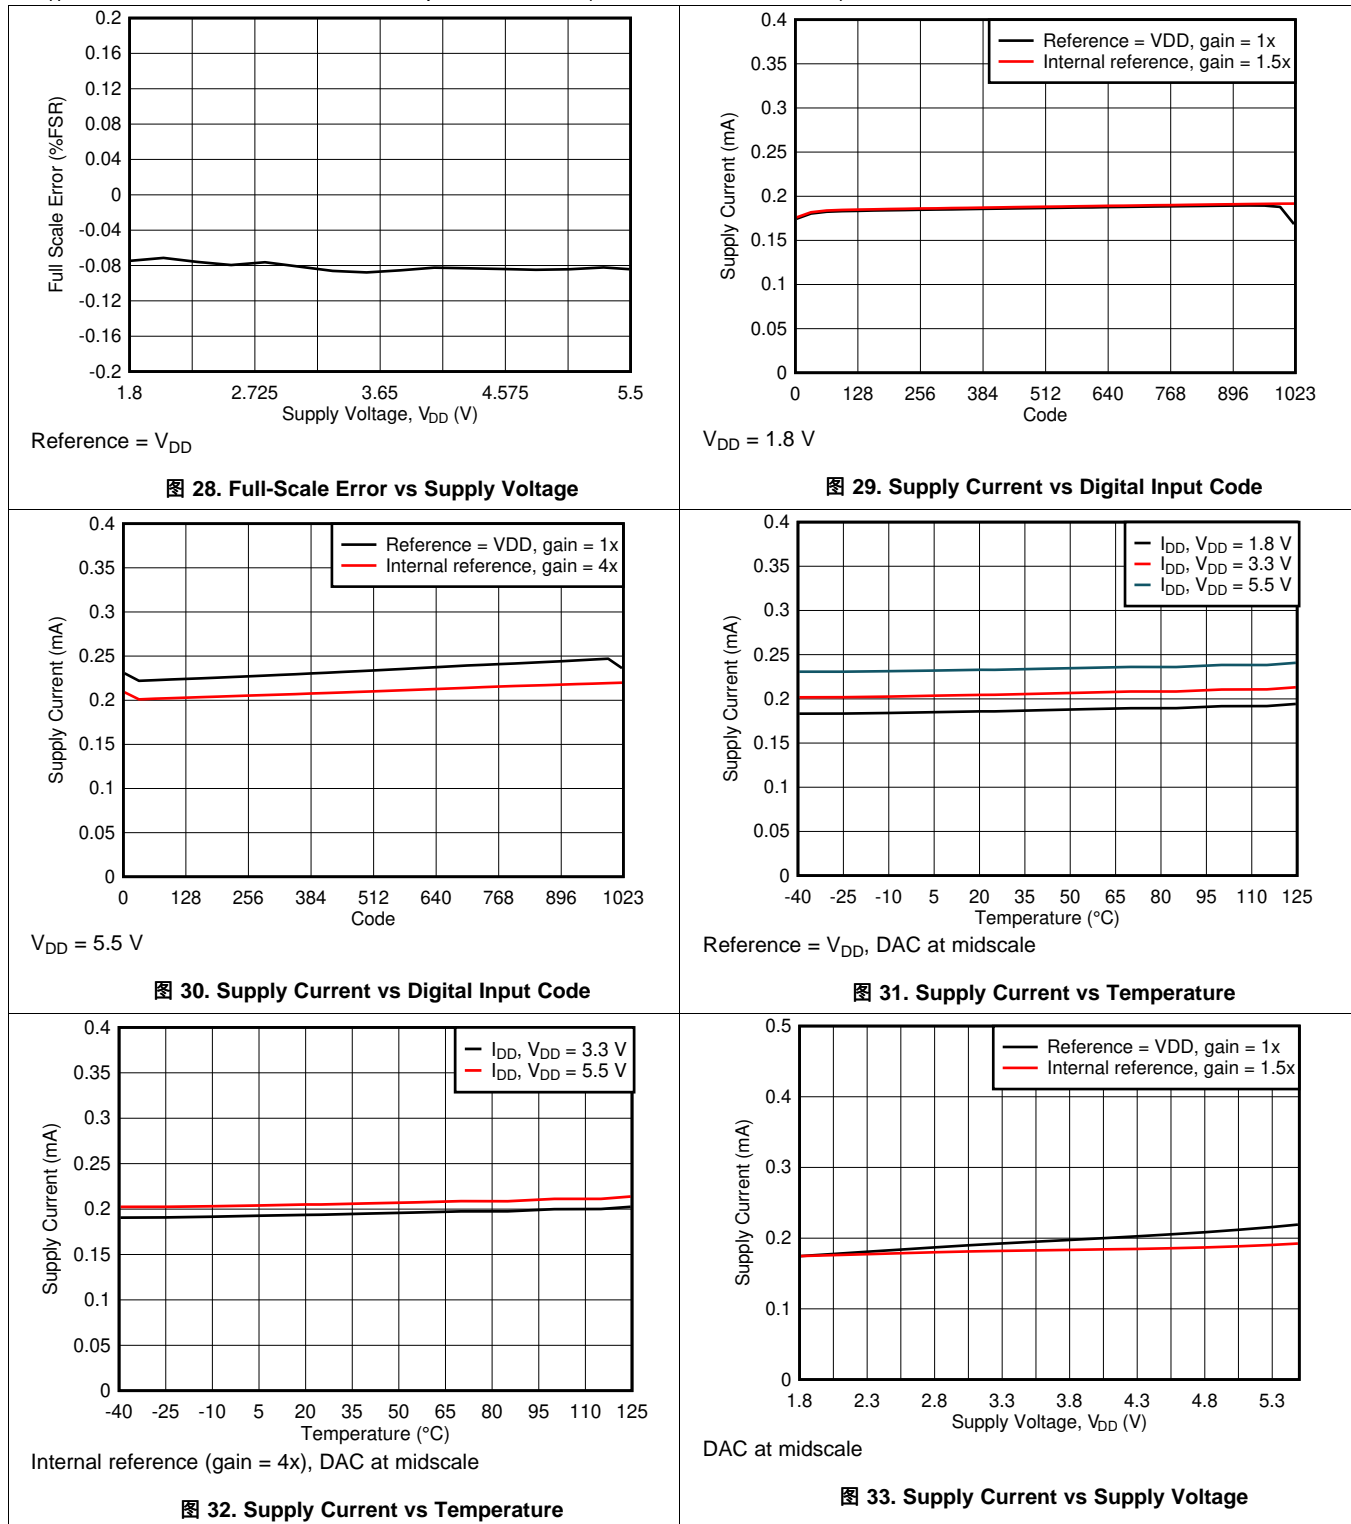 0.2
0.16
0.12
0.08
0.04
0
-0.04
-0.08
-0.12
-0.16
-0.2
Full Scale Error (%FSR)
1.8 2.725 3.65 4.575 5.5
Supply Voltage, VDD (V)
Reference = VDD
图 28. Full-Scale Error vs Supply Voltage
0.4
0.35
0.3
0.25
0.2
0.15
0.1
0.05
0
Supply Current (mA)
Reference = VDD, gain = 1x
Internal reference, gain = 1.5x
0 128 256 384 512 640 768 896 1023
Code
VDD = 1.8 V
图 29. Supply Current vs Digital Input Code
0.4
0.35
0.3
0.25
0.2
0.15
0.1
0.05
0
Supply Current (mA)
Reference = VDD, gain = 1x
Internal reference, gain = 4x
0 128 256 384 512 640 768 896 1023
Code
VDD = 5.5 V
图 30. Supply Current vs Digital Input Code
0.4
0.35
0.3
0.25
0.2
0.15
0.1
0.05
0
Supply Current (mA)
IDD, VDD = 1.8 V
IDD, VDD = 3.3 V
IDD, VDD = 5.5 V
-40 -25 -10 5 20 35 50 65 80 95 110 125
Temperature (°C)
Reference = VDD, DAC at midscale
图 31. Supply Current vs Temperature
0.4
0.35
0.3
0.25
0.2
0.15
0.1
0.05
0
Supply Current (mA)
IDD, VDD = 3.3 V
IDD, VDD = 5.5 V
-40 -25 -10 5 20 35 50 65 80 95 110 125
Temperature (°C)
Internal reference (gain = 4x), DAC at midscale
图 32. Supply Current vs Temperature
0.5
0.4
0.3
0.2
0.1
0
Supply Current (mA)
Reference = VDD, gain = 1x
Internal reference, gain = 1.5x
1.8 2.3 2.8 3.3 3.8 4.3 4.8 5.3
Supply Voltage, VDD (V)
DAC at midscale
图 33. Supply Current vs Supply Voltage